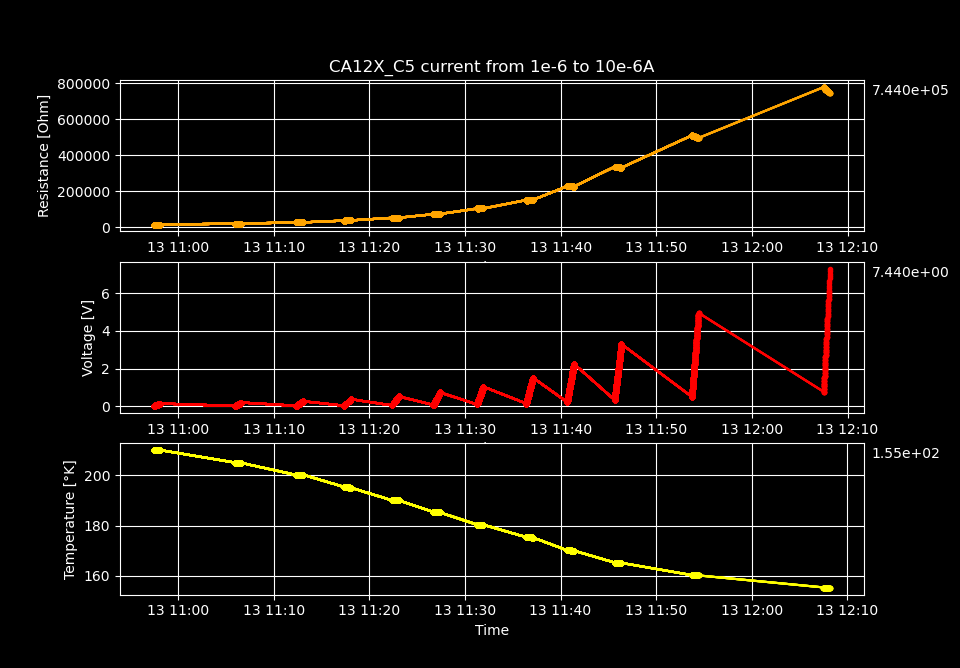 CA12X_C5 current from 1e-6 to 10e-6A
800000
600000
400000
200000
0
Resistance [Ohm]
7.440e+05
13 11:00 13 11:10 13 11:20 13 11:30 13 11:40 13 11:50 13 12:00 13 12:10
6
4
2
0
Voltage [V]
7.440e+00
13 11:00 13 11:10 13 11:20 13 11:30 13 11:40 13 11:50 13 12:00 13 12:10
200
180
160
Temperature [°K]
1.55e+02
13 11:00 13 11:10 13 11:20 13 11:30 13 11:40 13 11:50 13 12:00 13 12:10
Time